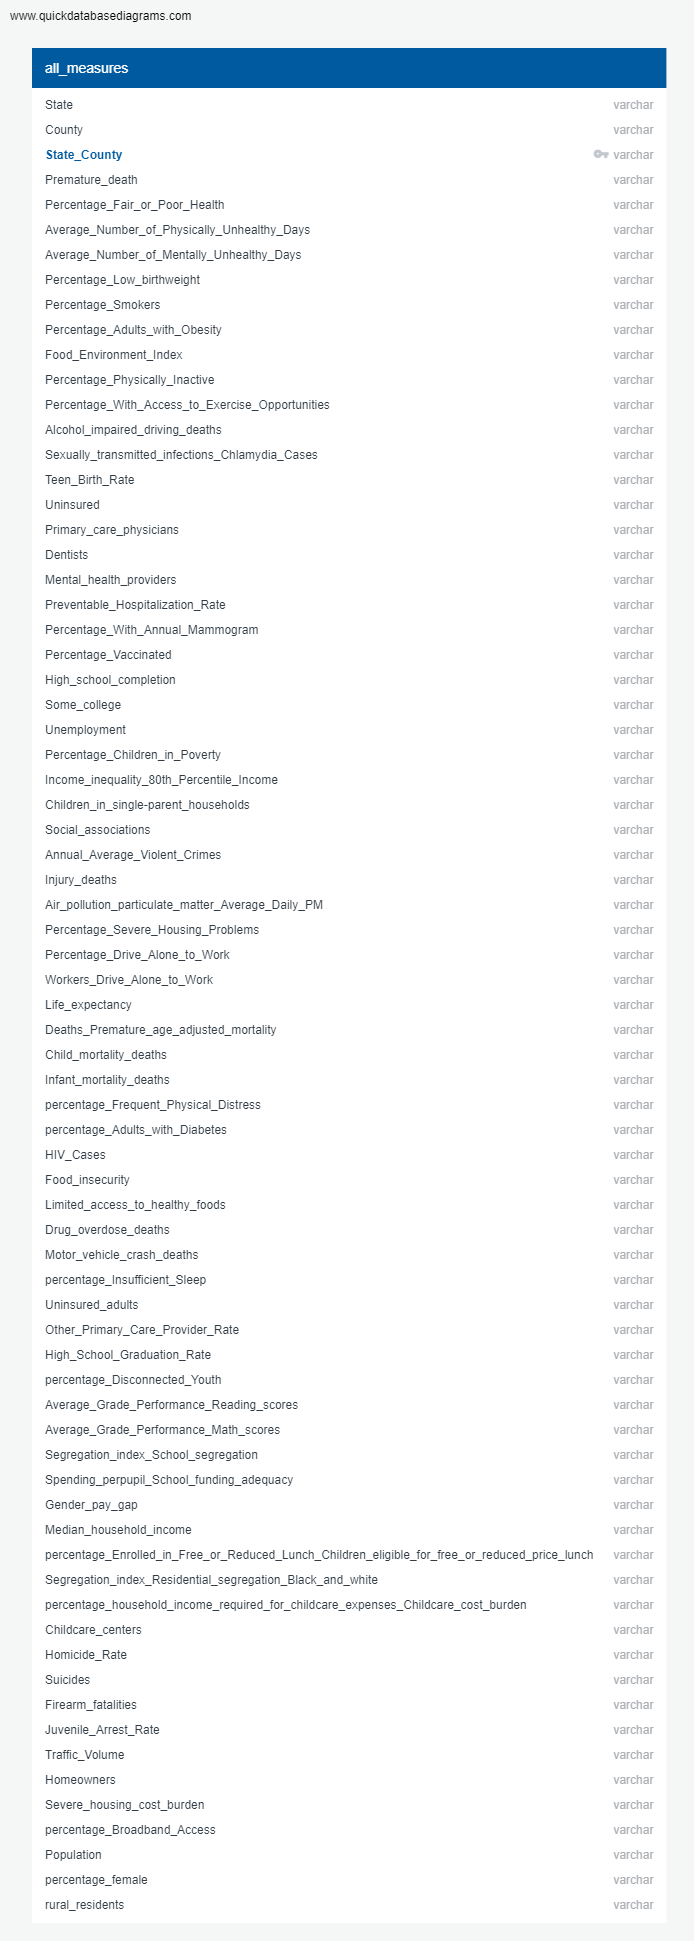 www.quickdatabasediagrams.com
all_measures
State varchar
County varchar
State_County varchar
Premature_death varchar
Percentage_Fair_or_Poor_Health varchar
Average_Number_of_Physically_Unhealthy_Days varchar
Average_Number_of_Mentally_Unhealthy_Days varchar
Percentage_Low_birthweight varchar
Percentage_Smokers varchar
Percentage_Adults_with_Obesity varchar
Food_Environment_Index varchar
Percentage_Physically_Inactive varchar
Percentage_With_Access_to_Exercise_Opportunities varchar
Alcohol_impaired_driving_deaths varchar
Sexually_transmitted_infections_Chlamydia_Cases varchar
Teen_Birth_Rate varchar
Uninsured varchar
Primary_care_physicians varchar
Dentists varchar
Mental_health_providers varchar
Preventable_Hospitalization_Rate varchar
Percentage_With_Annual_Mammogram varchar
Percentage_Vaccinated varchar
High_school_completion varchar
Some_college varchar
Unemployment varchar
Percentage_Children_in_Poverty varchar
Income_inequality_80th_Percentile_Income varchar
Children_in_single-parent_households varchar
Social_associations varchar
Annual_Average_Violent_Crimes varchar
Injury_deaths varchar
Air_pollution_particulate_matter_Average_Daily_PM varchar
Percentage_Severe_Housing_Problems varchar
Percentage_Drive_Alone_to_Work varchar
Workers_Drive_Alone_to_Work varchar
Life_expectancy varchar
Deaths_Premature_age_adjusted_mortality varchar
Child_mortality_deaths varchar
Infant_mortality_deaths varchar
percentage_Frequent_Physical_Distress varchar
percentage_Adults_with_Diabetes varchar
HIV_Cases varchar
Food_insecurity varchar
Limited_access_to_healthy_foods varchar
Drug_overdose_deaths varchar
Motor_vehicle_crash_deaths varchar
percentage_Insufficient_Sleep varchar
Uninsured_adults varchar
Other_Primary_Care_Provider_Rate varchar
High_School_Graduation_Rate varchar
percentage_Disconnected_Youth varchar
Average_Grade_Performance_Reading_scores varchar
Average_Grade_Performance_Math_scores varchar
Segregation_index_School_segregation varchar
Spending_perpupil_School_funding_adequacy varchar
Gender_pay_gap varchar
Median_household_income varchar
percentage_Enrolled_in_Free_or_Reduced_Lunch_Children_eligible_for_free_or_reduced_price_lunch varchar
Segregation_index_Residential_segregation_Black_and_white varchar
percentage_household_income_required_for_childcare_expenses_Childcare_cost_burden varchar
Childcare_centers varchar
Homicide_Rate varchar
Suicides varchar
Firearm_fatalities varchar
Juvenile_Arrest_Rate varchar
Traffic_Volume varchar
Homeowners varchar
Severe_housing_cost_burden varchar
percentage_Broadband_Access varchar
Population varchar
percentage_female varchar
rural_residents varchar